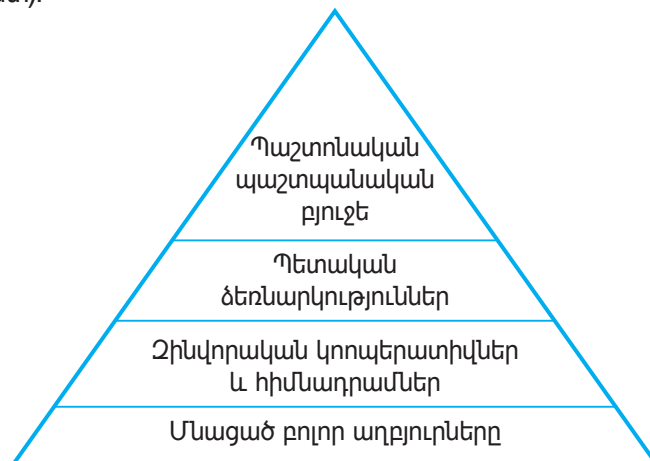 Պաշտոնական
պաշտպանական
բյուջե
Պետական
ձեռնարկություններ
Զինվորական կոոպերատիվներ
և հիմնադրամներ
Մնացած բոլոր աղբյուրները